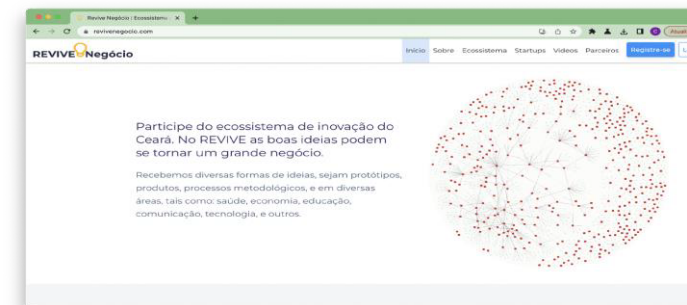 Revive Negócio | Ecossistema
revivenegocio.com
REVIVE Negócio
Início Sobre Ecossistema Startups Videos Parceiros Registre-se
Participe do ecossistema de inovação do
Ceará. No REVIVE as boas ideias podem
se tornar um grande negócio.
Recebemos diversas formas de ideias, sejam protótipos,
produtos, processos metodológicos, e em diversas
áreas, tais como: saúde, economia, educação,
comunicação, tecnologia, e outros.